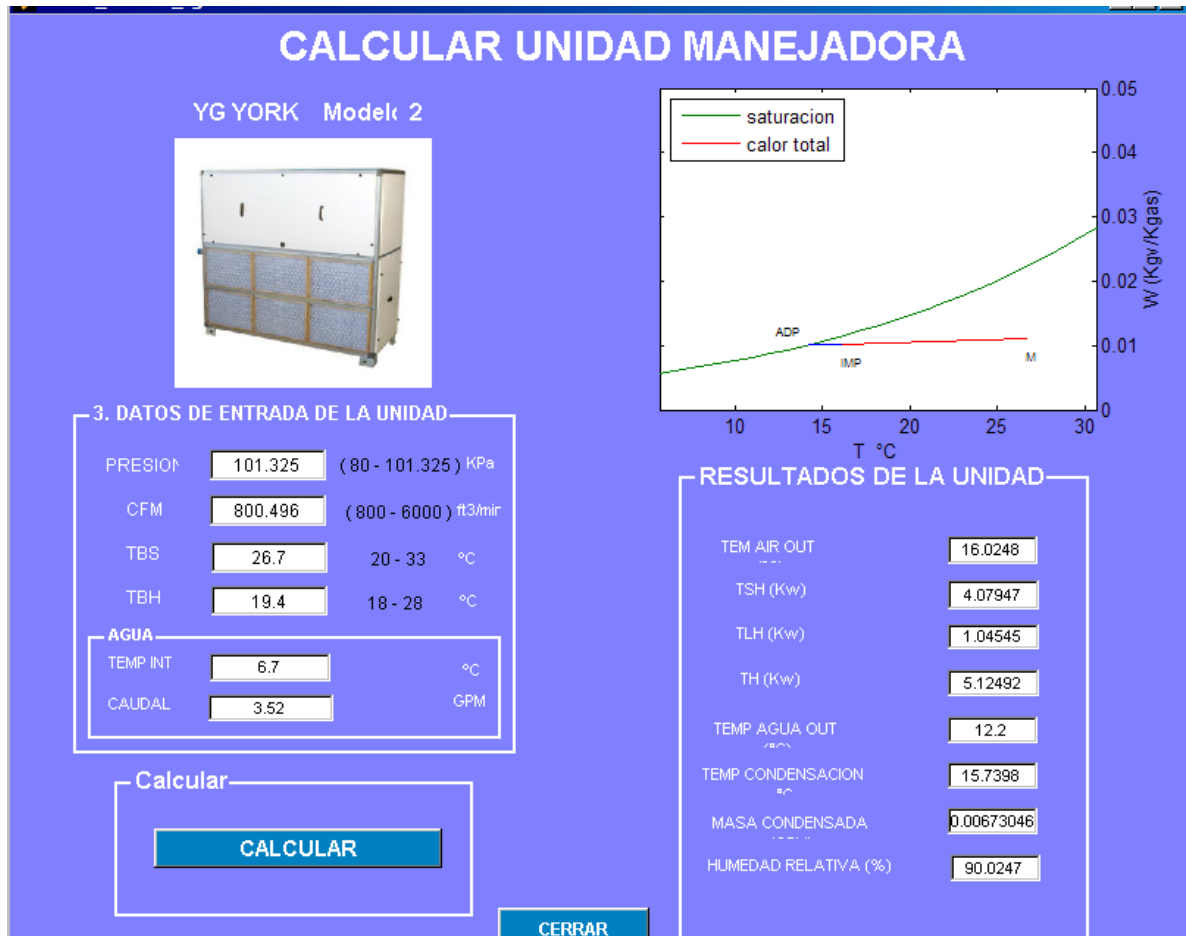 CALCULAR UNIDAD MANEJADORA
YG YORK Model 2
saturacion
calor total
0.05
0.04
0.03
0.02
0.01
0
W (Kgv/Kgas)
ADP
IMP
M
10 15 20 25 30
T °C
3. DATOS DE ENTRADA DE LA UNIDAD
PRESION 101.325 ( 80 - 101.325 ) KPa
CFM 800.496 ( 800 - 6000 ) ft3/min
TBS 26.7 20 - 33 °C
TBH 19.4 18 - 28 °C
AGUA
TEMP INT 6.7 °C
CAUDAL 3.52 GPM
Calcular
CALCULAR
CERRAR
RESULTADOS DE LA UNIDAD
TEM AIR OUT 16.0248
TSH (Kw) 4.07947
TLH (Kw) 1.04545
TH (Kw) 5.12492
TEMP AGUA OUT 12.2
TEMP CONDENSACION 15.7398
MASA CONDENSADA 0.00673046
HUMEDAD RELATIVA (%) 90.0247